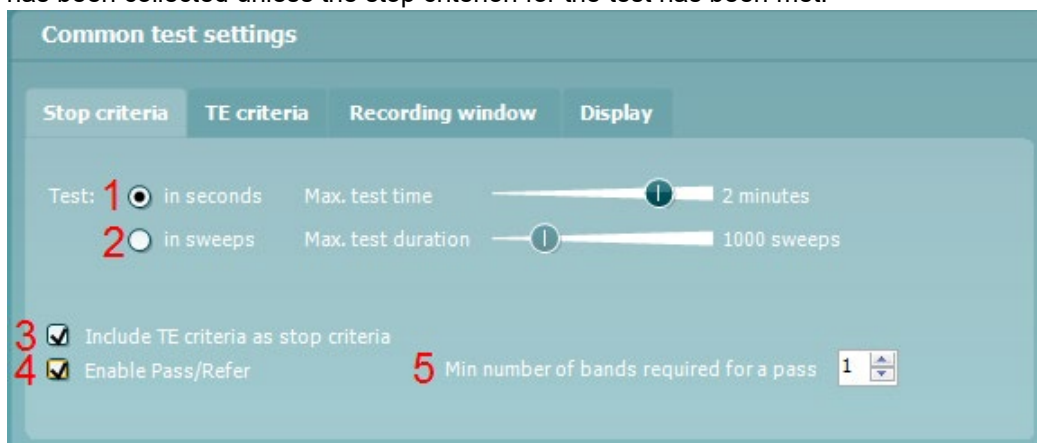 has been collected unless the stop criterion for the test has been met.
Common test settings
Stop criteria TE criteria Recording window Display
Test: 1 in seconds Max. test time 2 minutes
2 in sweeps Max. test duration 1000 sweeps
3 Include TE criteria as stop criteria
4 Enable Pass/Refer 5 Min number of bands required for a pass 1